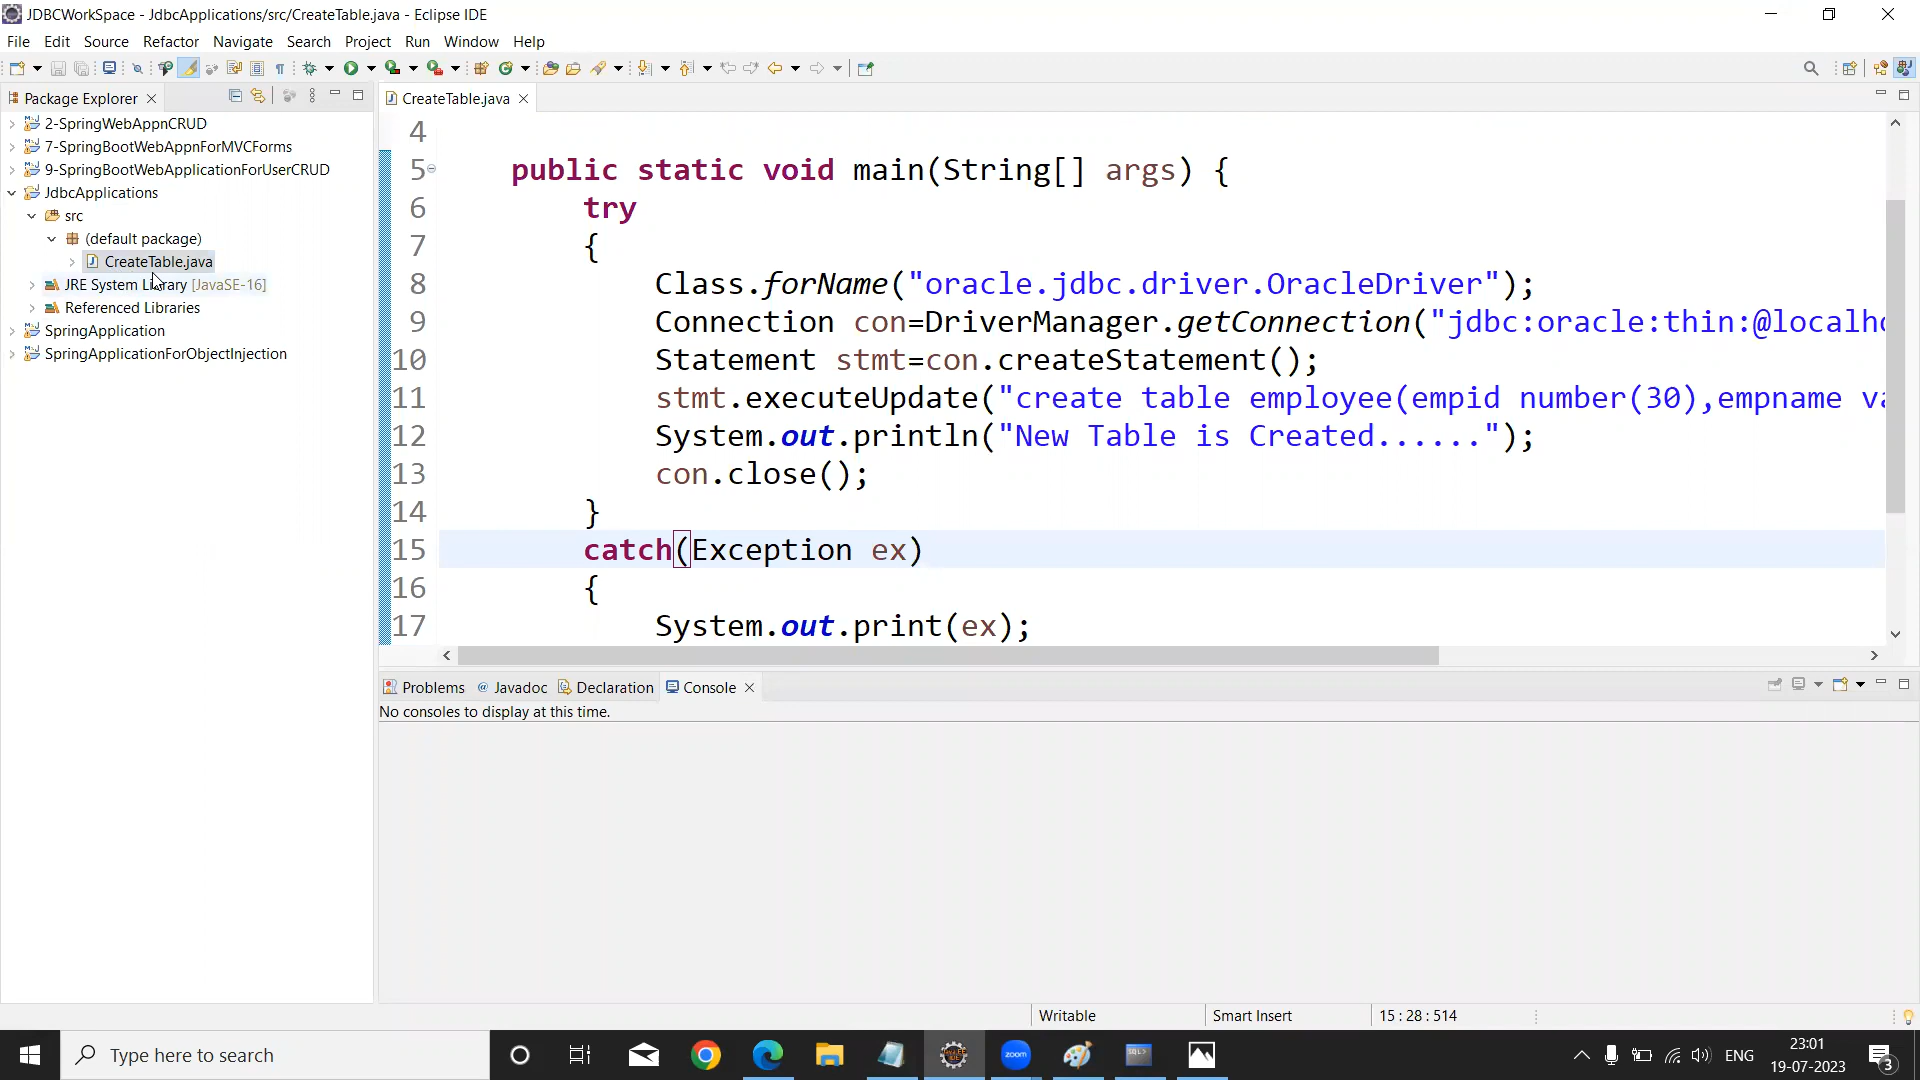 JDBCWorkSpace - JdbcApplications/src/CreateTable.java - Eclipse IDE
File Edit Source Refactor Navigate Search Project Run Window Help
Package Explorer
2-SpringWebAppnCRUD
7-SpringBootWebAppnForMVCForms
9-SpringBootWebApplicationForUserCRUD
JdbcApplications
src
(default package)
CreateTable.java
JRE System Library [JavaSE-16]
Referenced Libraries
SpringApplication
SpringApplicationForObjectInjection
CreateTable.java
4
5 public static void main(String[] args) {
6 try
7 {
8 Class.forName("oracle.jdbc.driver.OracleDriver");
9 Connection con=DriverManager.getConnection("jdbc:oracle:thin:@localho
10 Statement stmt=con.createStatement();
11 stmt.executeUpdate("create table employee(empid number(30),empname va
12 System.out.println("New Table is Created......");
13 con.close();
14 }
15 catch(Exception ex)
16 {
17 System.out.print(ex);
Problems @ Javadoc Declaration Console
No consoles to display at this time.
Writable Smart Insert 15 : 28 : 514
Type here to search
zoom
SQL>
ENG
23:01
19-07-2023
3